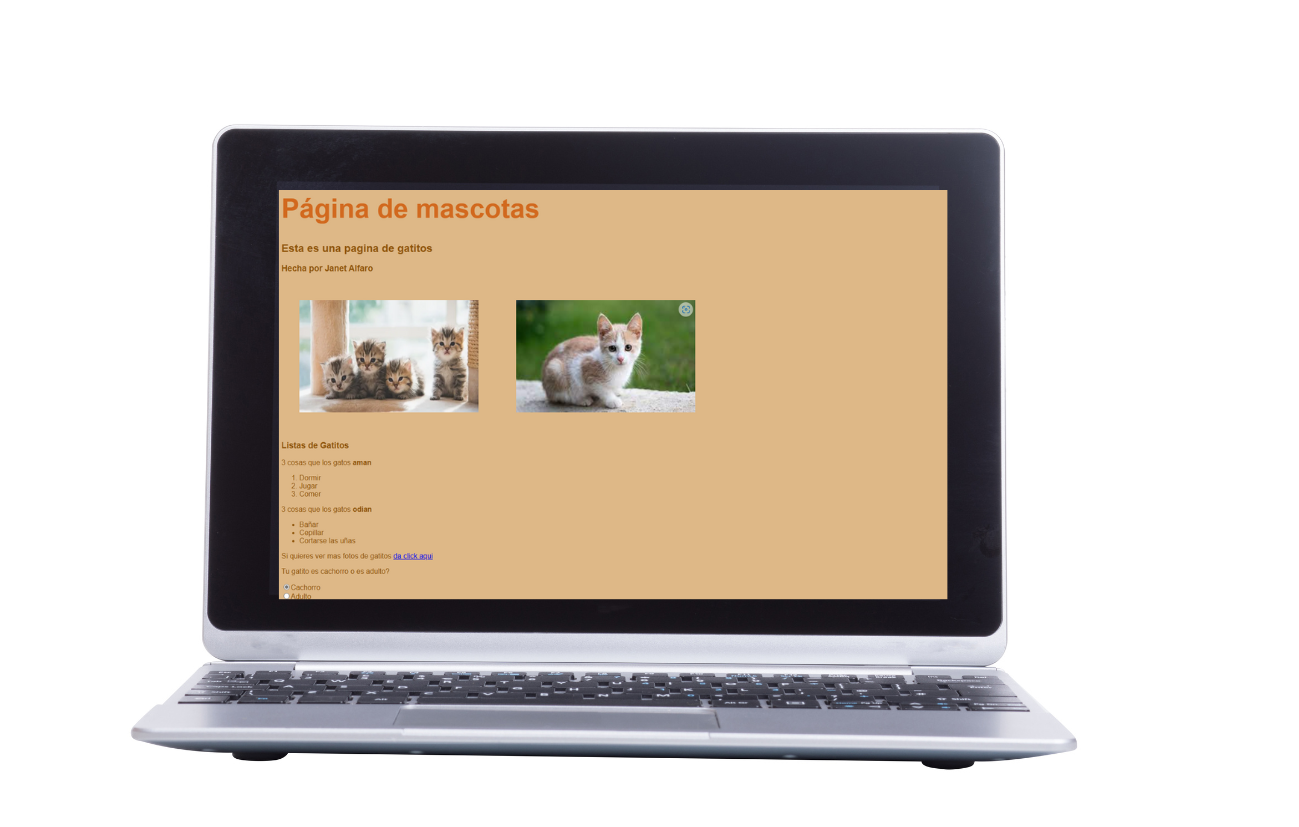 Página de mascotas
Esta es una pagina de gatitos
Hecha por Janet Alfaro
Listas de Gatitos
3 cosas que los gatos aman
1. Dormir
2. Jugar
3. Comer
3 cosas que los gatos odian
• Bañar
• Cepillar
• Cortarse las uñas
Si quieres ver mas fotos de gatitos da click aqui
Tu gatito es cachorro o es adulto?
Cachorro
Adulto